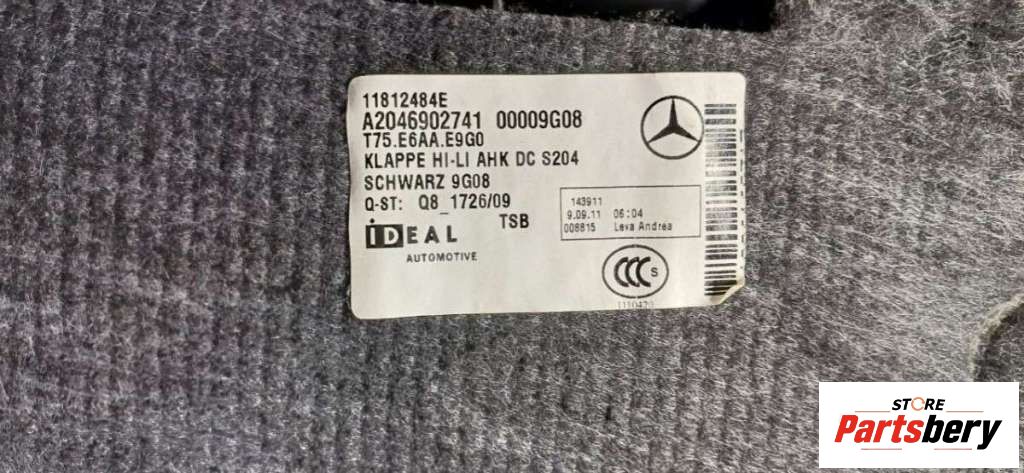 11812484E
A2046902741 00009G08
T75.E6AA.E9G0
KLAPPE HI-LI AHK DC S204
SCHWARZ 9G08
Q-ST: Q8_1726/09
TSB
iDEAL
AUTOMOTIVE
143911
9.09.11 06:04
008815 Leva Andrea
CCC S
1110420
STORE
Partsbery